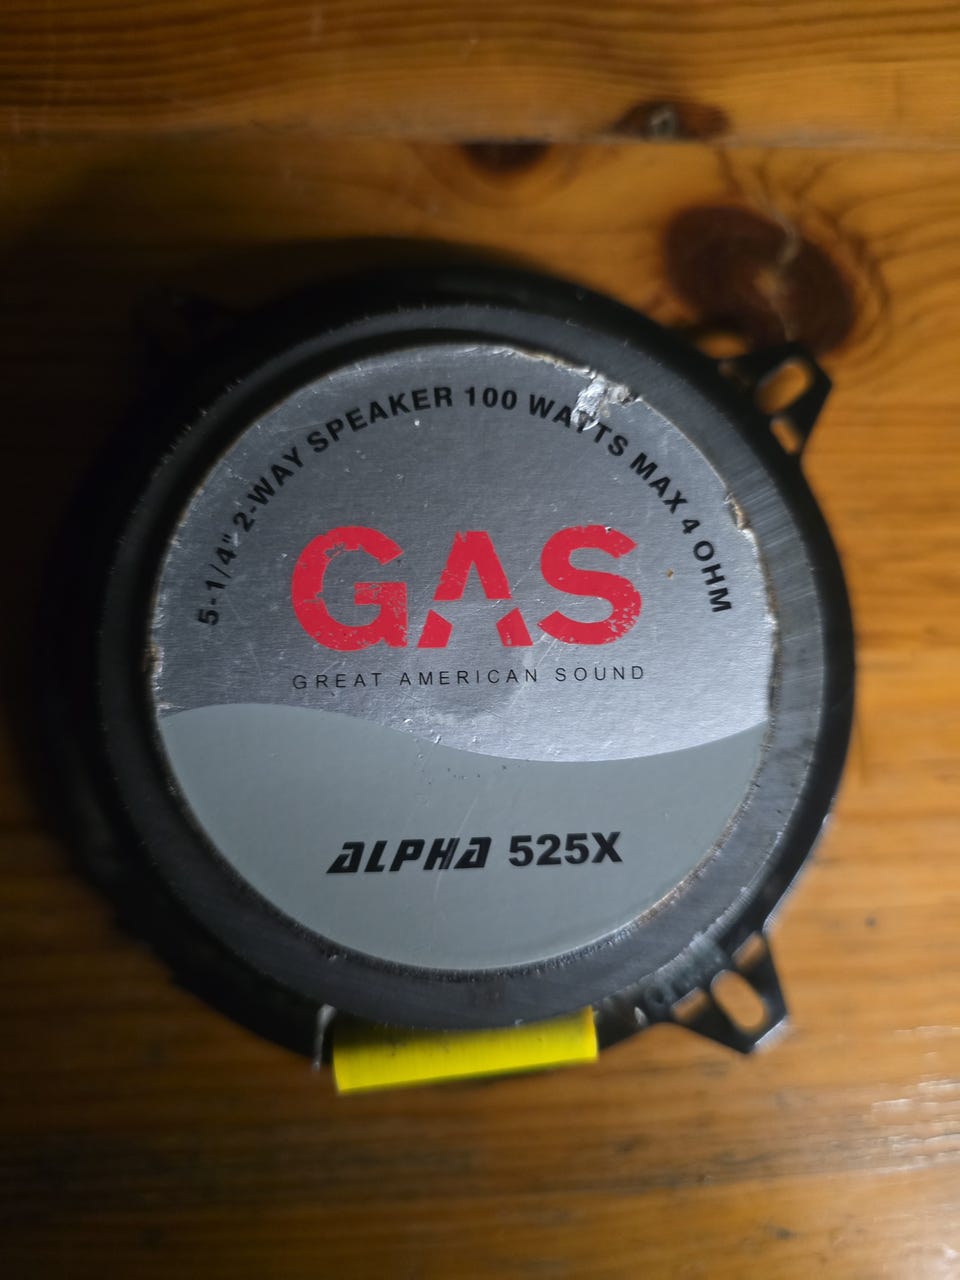 5-1/4" 2-WAY SPEAKER 100 WATTS MAX 4 OHM
GAS
GREAT AMERICAN SOUND
ALPHA 525X